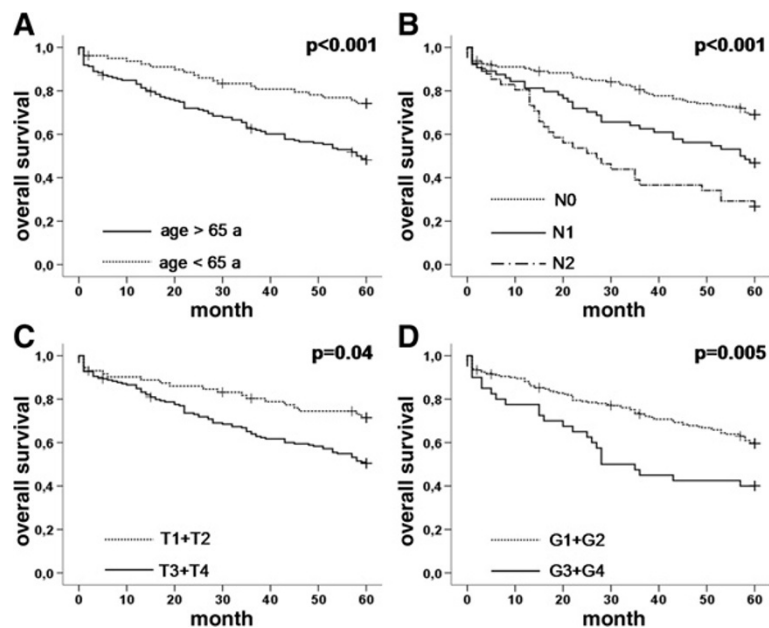 A
p<0.001
1,0
0,8
0,6
0,4
0,2
0,0
overall survival
age > 65 a
age < 65 a
0 10 20 30 40 50 60
month
B
p<0.001
1,0
0,8
0,6
0,4
0,2
0,0
overall survival
N0
N1
N2
0 10 20 30 40 50 60
month
C
p=0.04
1,0
0,8
0,6
0,4
0,2
0,0
overall survival
T1+T2
T3+T4
0 10 20 30 40 50 60
month
D
p=0.005
1,0
0,8
0,6
0,4
0,2
0,0
overall survival
G1+G2
G3+G4
0 10 20 30 40 50 60
month